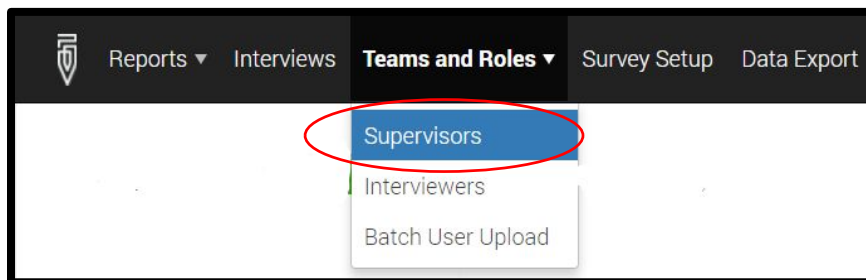 Reports ▾ Interviews Teams and Roles ▾ Survey Setup Data Export
Supervisors
Interviewers
Batch User Upload